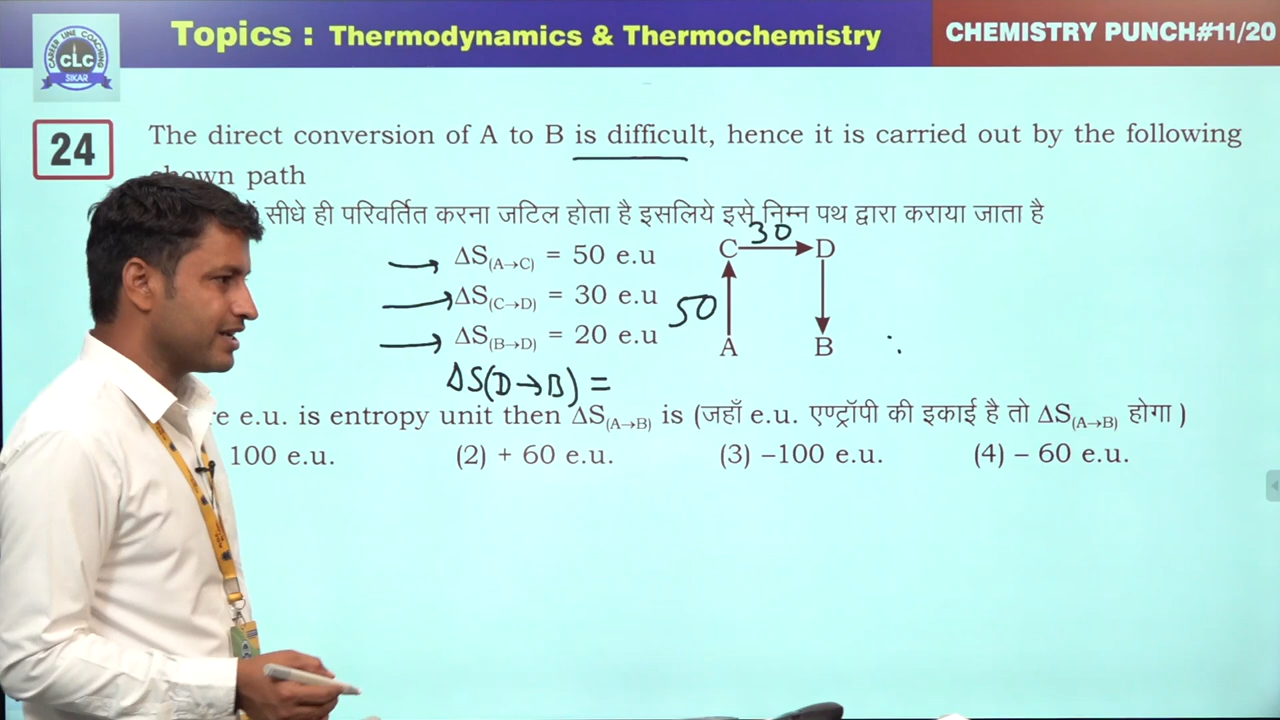 Topics : Thermodynamics & Thermochemistry
CHEMISTRY PUNCH#11/20
CAREER LINE COACHING
CLC
SIKAR
24
The direct conversion of A to B is difficult, hence it is carried out by the following
path
सीधे ही परिवर्तित करना जटिल होता है इसलिये इसे निम्न पथ द्वारा कराया जाता है
ΔS(A→C) = 50 e.u
30
C D
ΔS(C→D) = 30 e.u
50
ΔS(B→D) = 20 e.u
A B
ΔS(D→B) =
e.u. is entropy unit then ΔS(A→B) is (जहाँ e.u. एण्ट्रॉपी की इकाई है तो ΔS(A→B) होगा )
100 e.u. (2) + 60 e.u. (3) –100 e.u. (4) – 60 e.u.